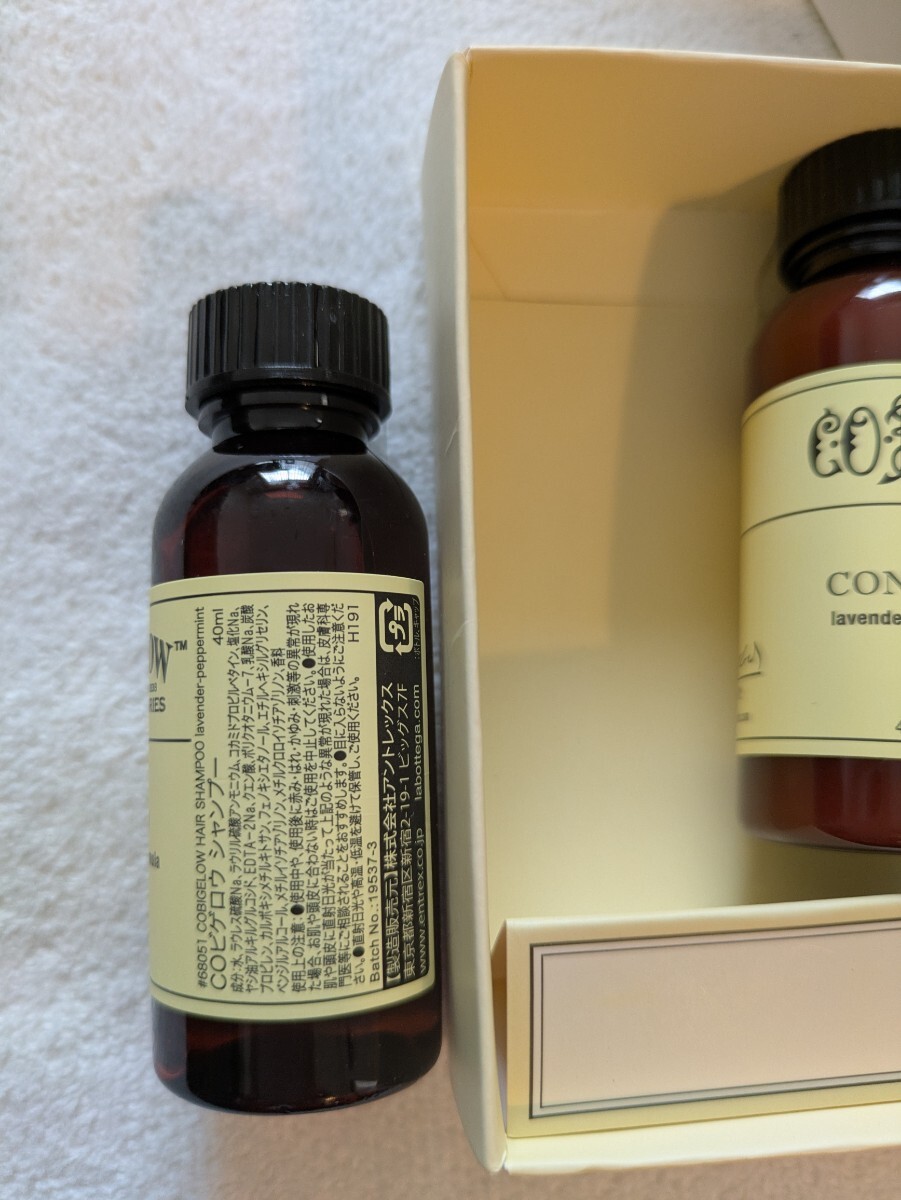 OW™
RIES
ula
#68051 COBIGELOW HAIR SHAMPOO lavender-peppermint
COビゲロウ シャンプー 40ml
成分:水、ラウレス硫酸Na、ラウリル硫酸アンモニウム、コカミドプロピルベタイン、塩化Na、
ヤシ油アルキルグルコシド、EDTA-2Na、クエン酸、ポリクオタニウム-7、乳酸Na、炭酸
プロピレン、カルボキシメチルキトサン、フェノキシエタノール、エチルヘキシルグリセリン、
ベンジルアルコール、メチルイソチアゾリノン、メチルクロロイソチアゾリノン、香料
使用上の注意:●使用中や、使用後に赤み・はれ・かゆみ・刺激等の異常が現れ
た場合、お肌や頭皮に合わない時はご使用を中止してください。●使用したお
肌や頭皮に直射日光が当たって上記のような異常が現れた場合は、皮膚科専
門医等にご相談されることをおすすめします。●目に入らないようにご注意くだ
さい。●直射日光や高温・低温を避けて保管し、ご使用ください。
Batch No.:19537-3 H191
【製造販売元】株式会社アントレックス
東京都新宿区新宿2-19-1 ビッグス7F
www.entrex.co.jp labottega.com
プラ
ボトル、キャップ
CO
CON
lavende
4